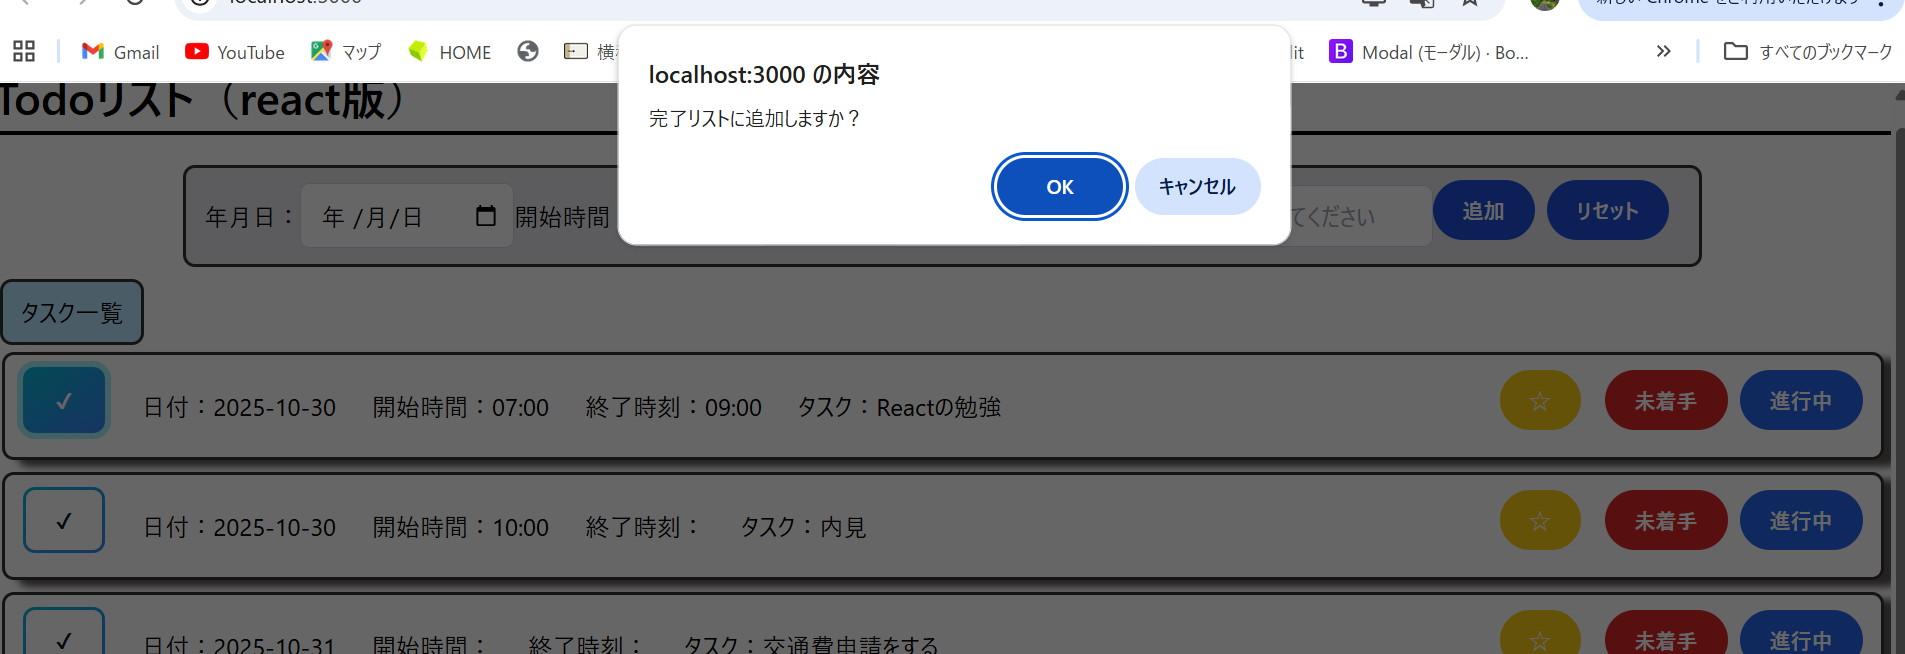 localhost:3000
Gmail YouTube マップ HOME Modal (モーダル) · Bo... » すべてのブックマーク
localhost:3000 の内容
完了リストに追加しますか？
OK キャンセル
Todoリスト（react版）
年月日： 年 /月/日 開始時間 てください 追加 リセット
タスク一覧
✓ 日付：2025-10-30 開始時間：07:00 終了時刻：09:00 タスク：Reactの勉強 ☆ 未着手 進行中
✓ 日付：2025-10-30 開始時間：10:00 終了時刻： タスク：内見 ☆ 未着手 進行中
✓ 日付：2025-10-31 開始時間： 終了時刻： タスク：交通費申請をする ☆ 未着手 進行中